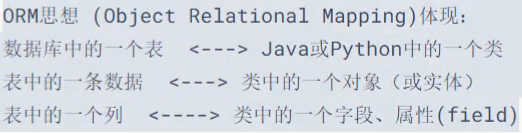 ORM思想 (Object Relational Mapping)体现:
数据库中的一个表 <---> Java或Python中的一个类
表中的一条数据 <---> 类中的一个对象（或实体）
表中的一个列 <----> 类中的一个字段、属性(field)